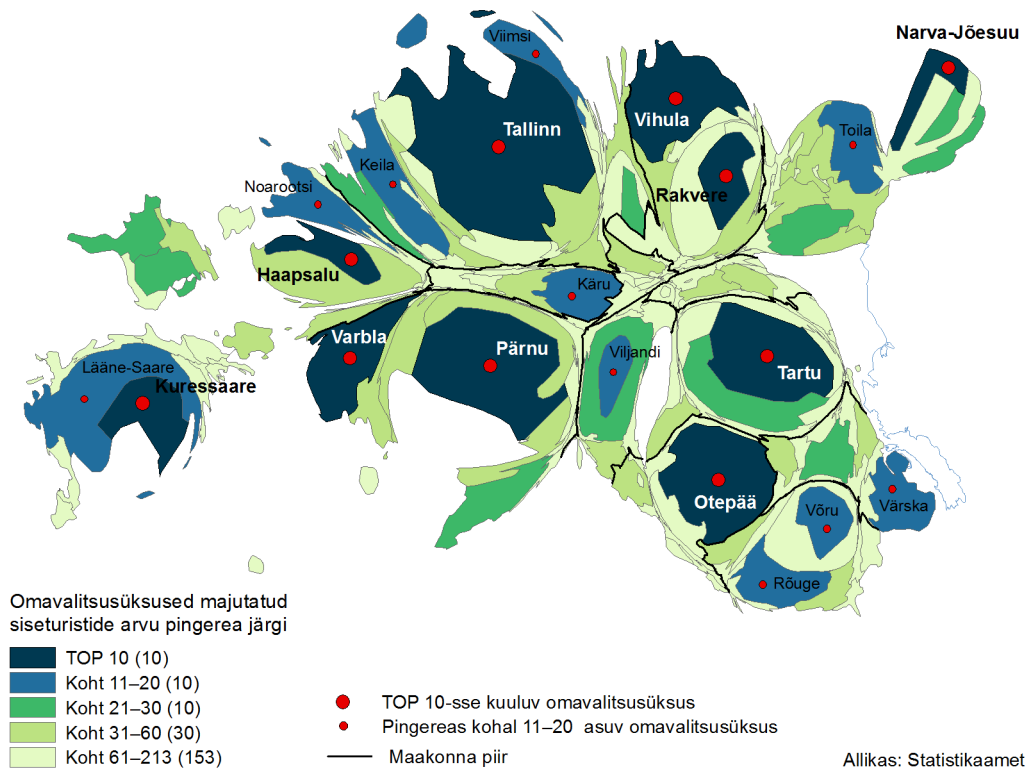 Viimsi
Narva-Jõesuu
Tallinn
Vihula
Toila
Keila
Noarootsi
Rakvere
Haapsalu
Käru
Varbla
Pärnu
Viljandi
Lääne-Saare
Kuressaare
Tartu
Otepää
Värska
Võru
Rõuge
Omavalitsusüksused majutatud
siseturistide arvu pingerea järgi
TOP 10 (10)
Koht 11–20 (10)
Koht 21–30 (10)
Koht 31–60 (30)
Koht 61–213 (153)
TOP 10-sse kuuluv omavalitsusüksus
Pingereas kohal 11–20 asuv omavalitsusüksus
Maakonna piir
Allikas: Statistikaamet